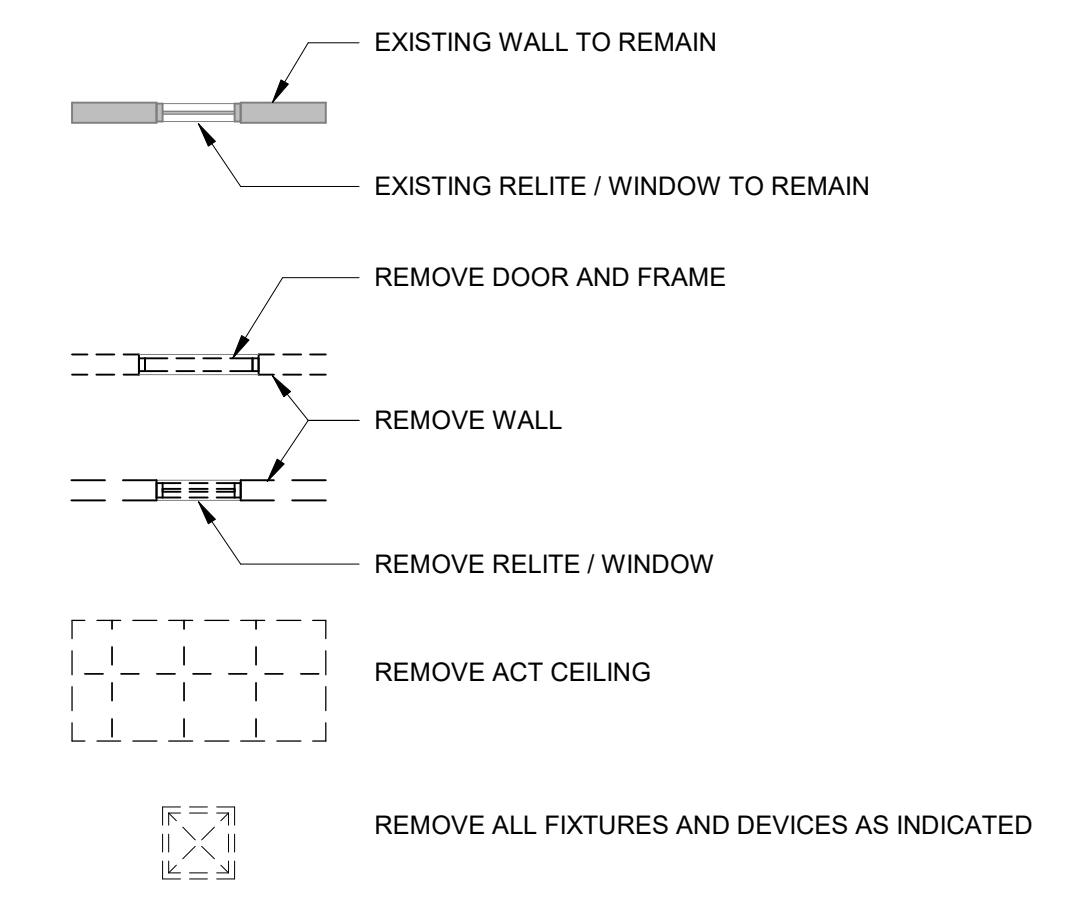 EXISTING WALL TO REMAIN
EXISTING RELITE / WINDOW TO REMAIN
REMOVE DOOR AND FRAME
REMOVE WALL
REMOVE RELITE / WINDOW
REMOVE ACT CEILING
REMOVE ALL FIXTURES AND DEVICES AS INDICATED